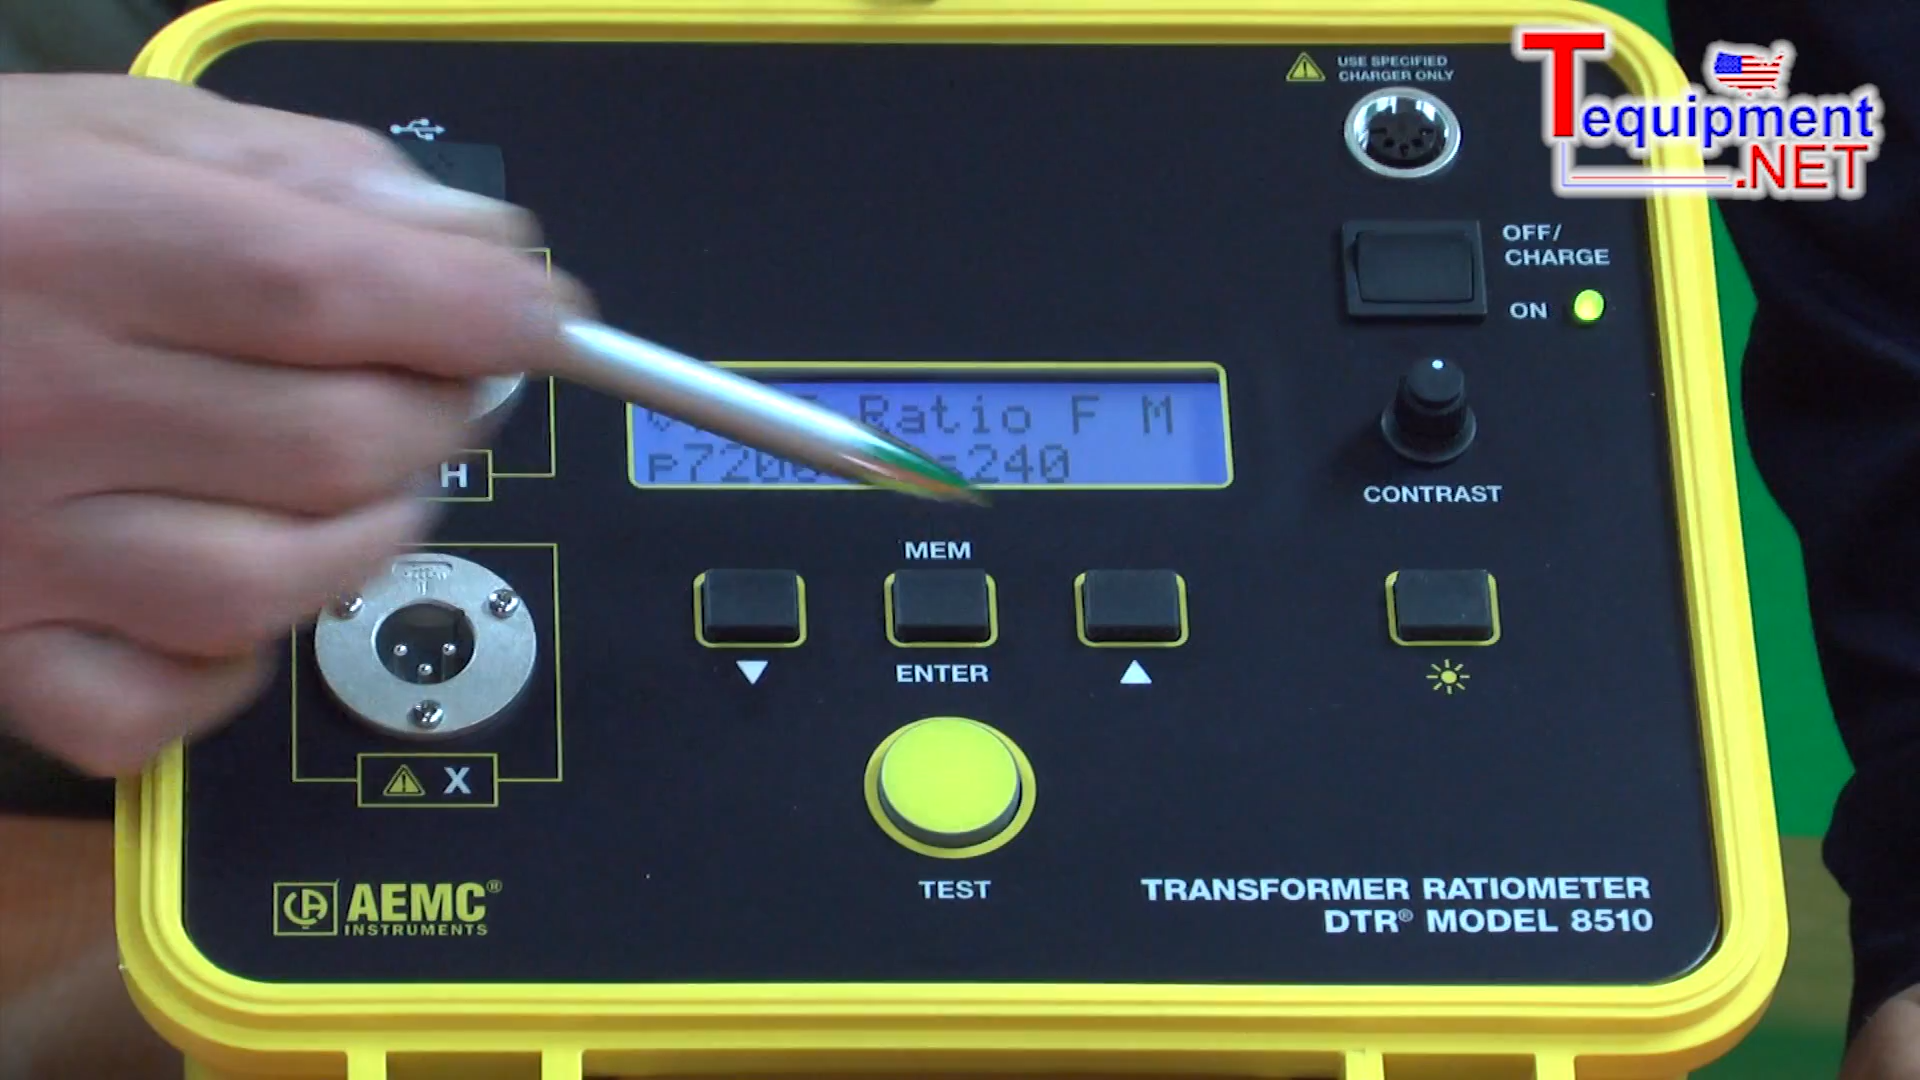 USE SPECIFIED
CHARGER ONLY
Tequipment
.NET
OFF/
CHARGE
ON
Ratio F M
s240
H
CONTRAST
MEM
ENTER
X
TEST
AEMC®
INSTRUMENTS
TRANSFORMER RATIOMETER
DTR® MODEL 8510